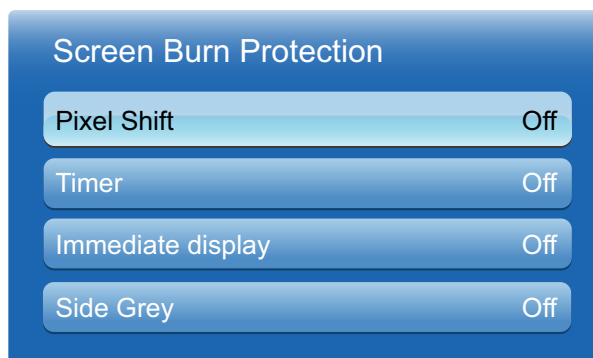 Screen Burn Protection
Pixel Shift Off
Timer Off
Immediate display Off
Side Grey Off